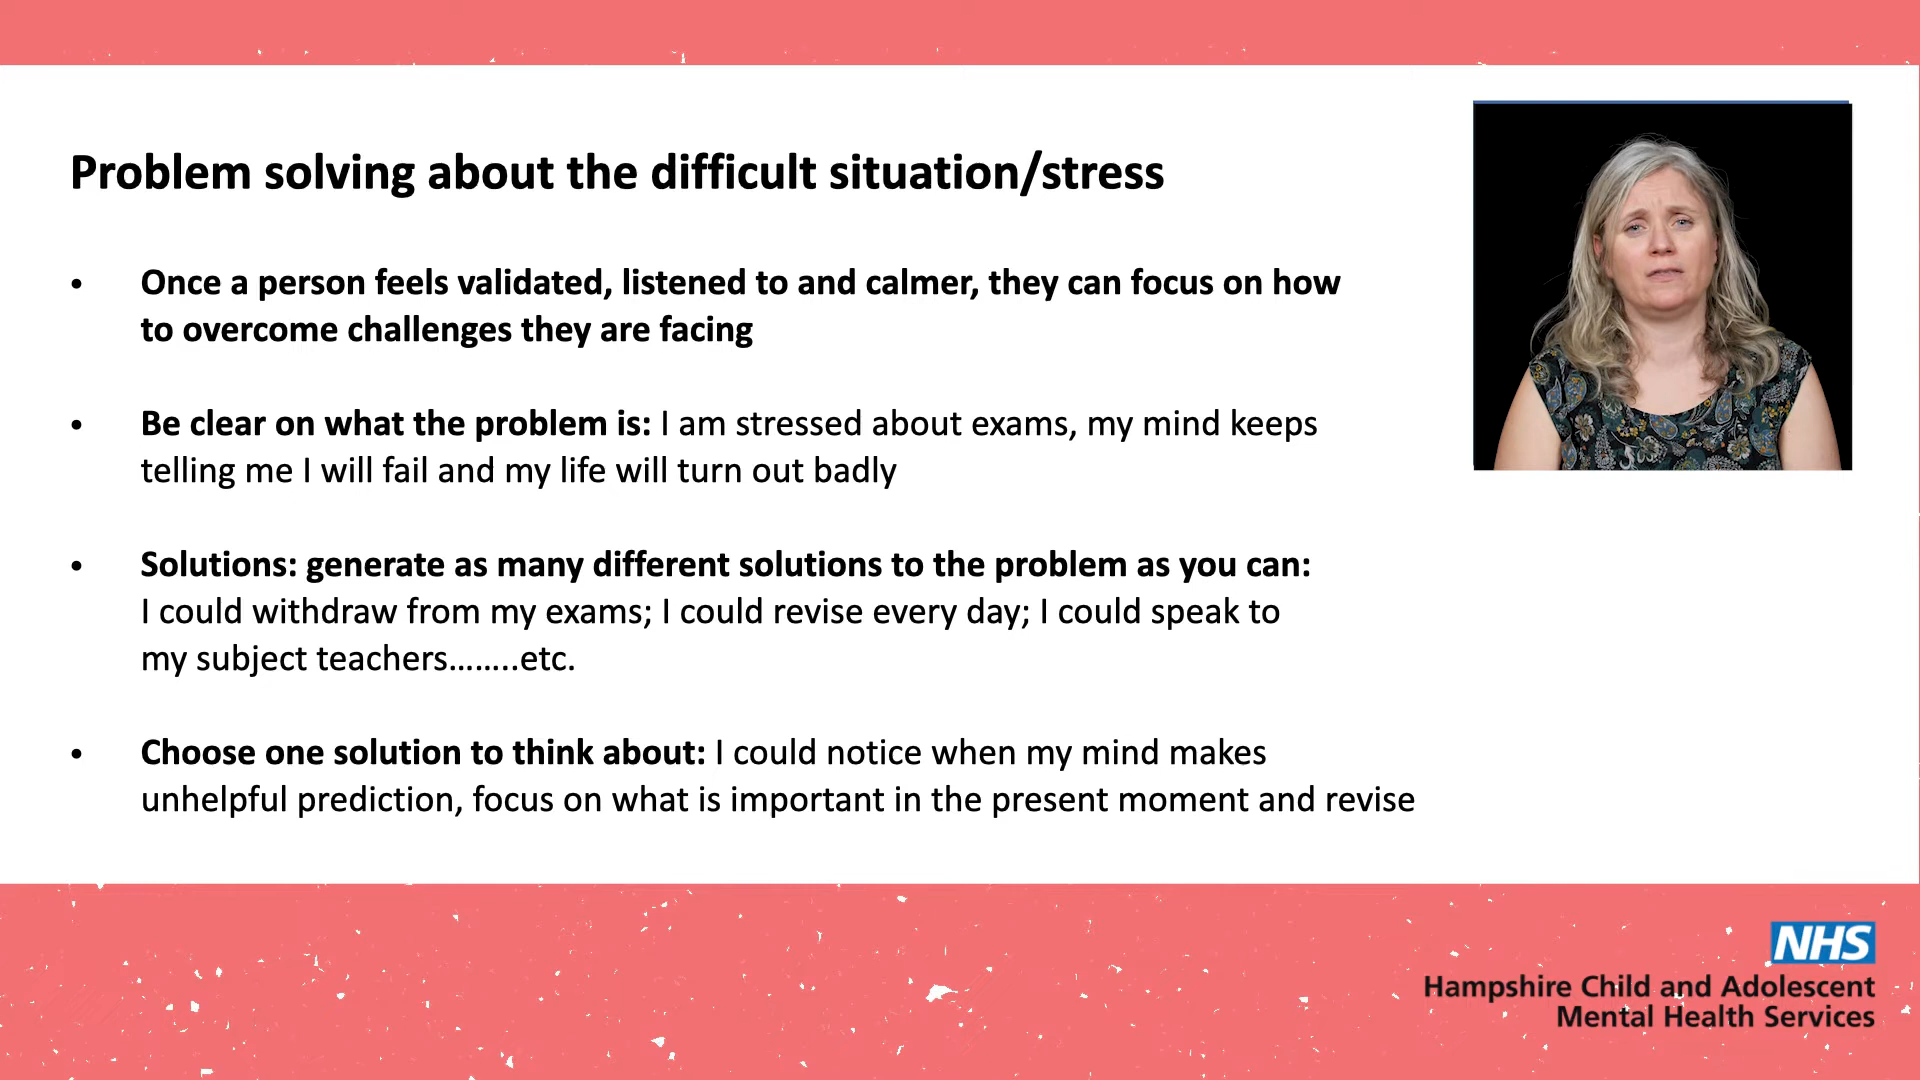 Problem solving about the difficult situation/stress
• Once a person feels validated, listened to and calmer, they can focus on how
to overcome challenges they are facing
• Be clear on what the problem is: I am stressed about exams, my mind keeps
telling me I will fail and my life will turn out badly
• Solutions: generate as many different solutions to the problem as you can:
I could withdraw from my exams; I could revise every day; I could speak to
my subject teachers……..etc.
• Choose one solution to think about: I could notice when my mind makes
unhelpful prediction, focus on what is important in the present moment and revise
NHS
Hampshire Child and Adolescent
Mental Health Services